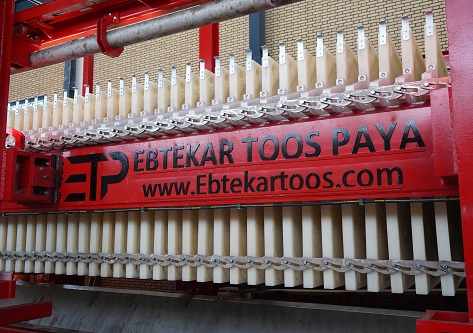 ETP EBTEKAR TOOS PAYA
www.Ebtekartoos.com